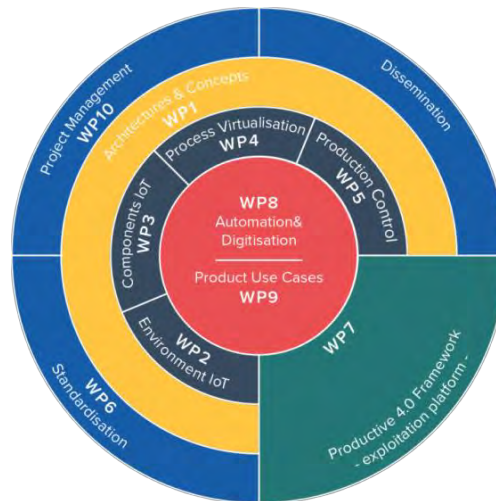 Project Management
WP10
Dissemination
Architectures & Concepts
WP1
Process Virtualisation
WP4
Production Control
WP5
Components IoT
WP3
WP8
Automation&
Digitisation
Product Use Cases
WP9
WP2
Environment IoT
WP7
WP6
Standardisation
Productive 4.0 Framework
- exploitation platform -